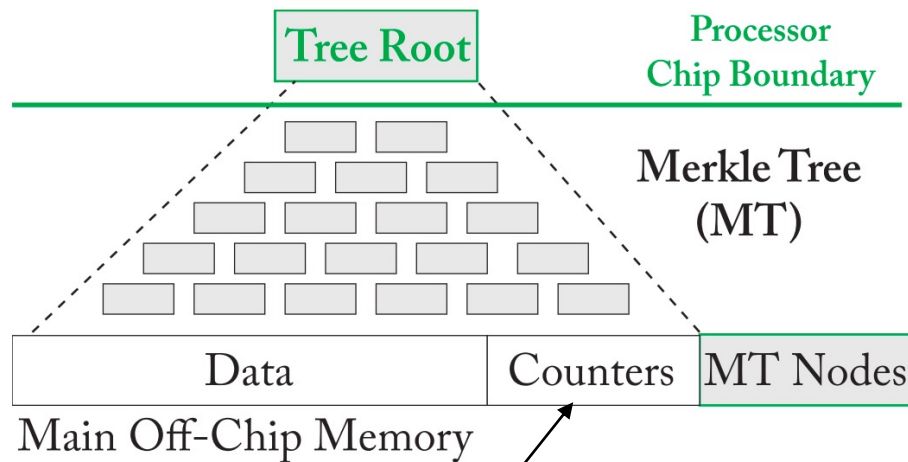 Tree Root
Processor
Chip Boundary
Merkle Tree
(MT)
Data
Counters
MT Nodes
Main Off-Chip Memory